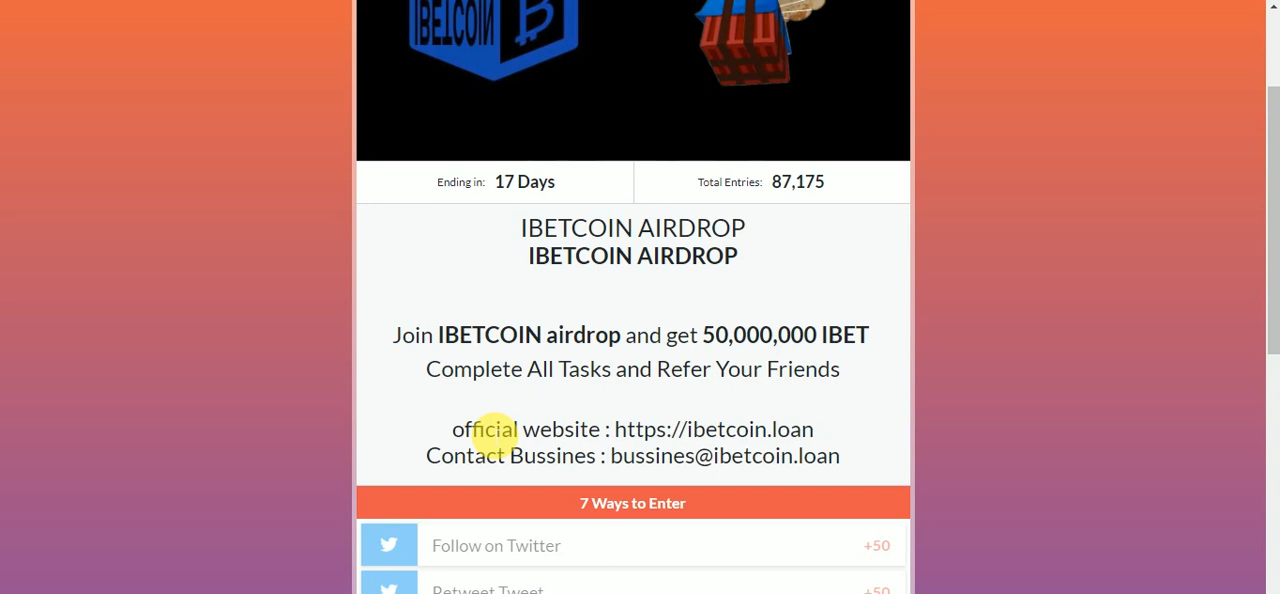 IBETCOIN
Ending in: 17 Days
Total Entries: 87,175
IBETCOIN AIRDROP
IBETCOIN AIRDROP
Join IBETCOIN airdrop and get 50,000,000 IBET
Complete All Tasks and Refer Your Friends
official website : https://ibetcoin.loan
Contact Bussines : bussines@ibetcoin.loan
7 Ways to Enter
Follow on Twitter +50
Retweet Tweet +50